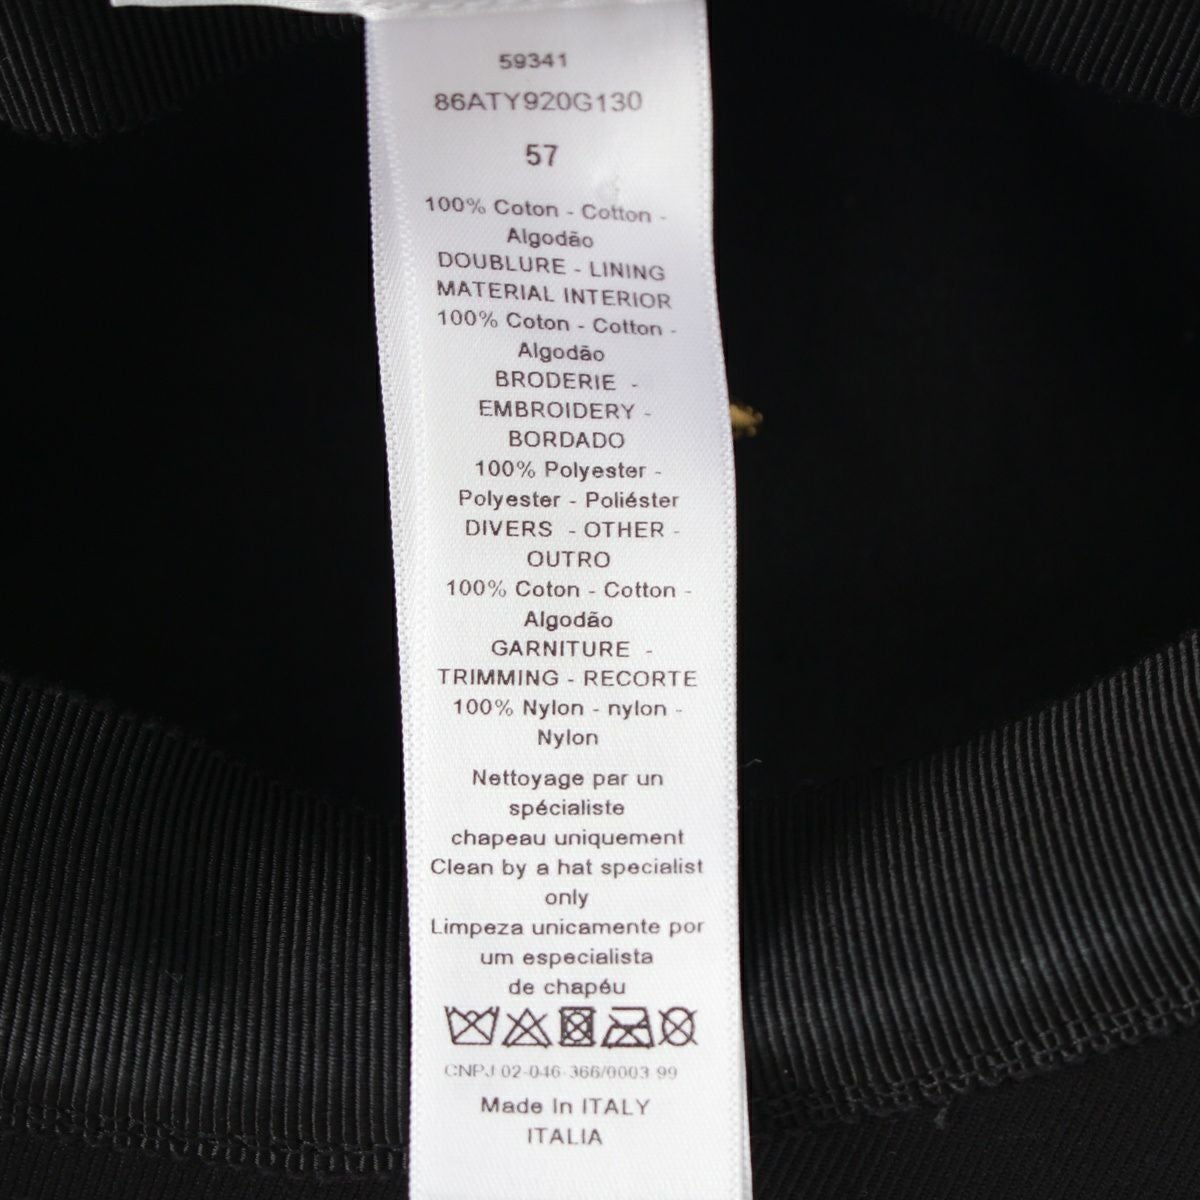 59341
86ATY920G130
57
100% Coton - Cotton -
Algodão
DOUBLURE - LINING
MATERIAL INTERIOR
100% Coton - Cotton -
Algodão
BRODERIE -
EMBROIDERY -
BORDADO
100% Polyester -
Polyester - Poliéster
DIVERS - OTHER -
OUTRO
100% Coton - Cotton -
Algodão
GARNITURE -
TRIMMING - RECORTE
100% Nylon - nylon -
Nylon
Nettoyage par un
spécialiste
chapeau uniquement
Clean by a hat specialist
only
Limpeza unicamente por
um especialista
de chapéu
CNPJ 02-046-366/0003-99
Made In ITALY
ITALIA